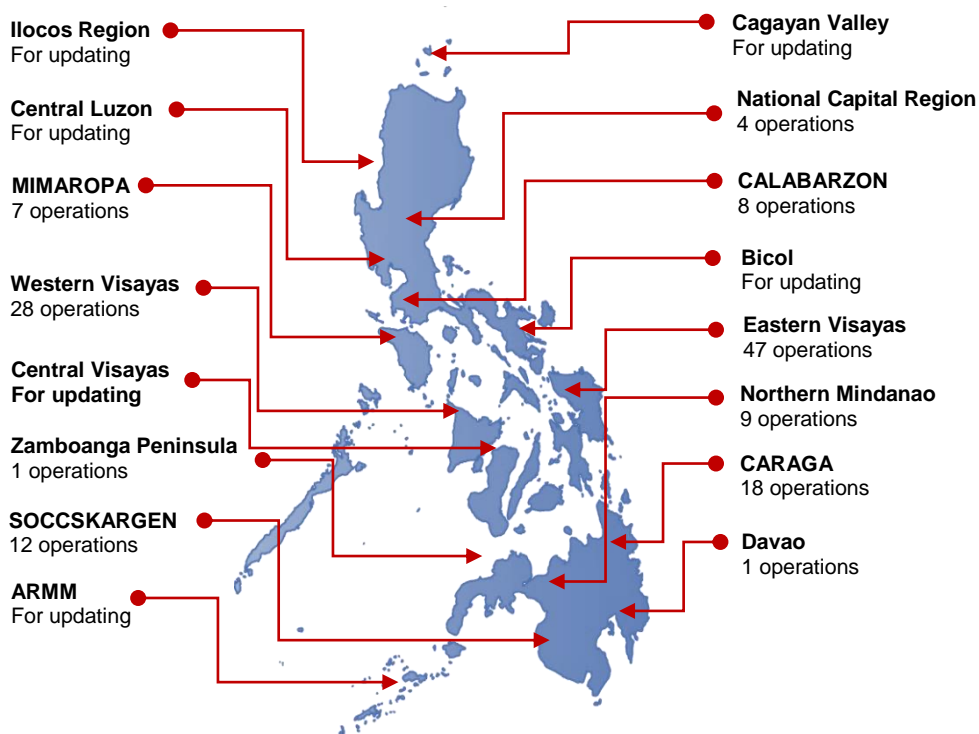 Ilocos Region
For updating
Central Luzon
For updating
MIMAROPA
7 operations
Western Visayas
28 operations
Central Visayas
For updating
Zamboanga Peninsula
1 operations
SOCCSKARGEN
12 operations
ARMM
For updating
Cagayan Valley
For updating
National Capital Region
4 operations
CALABARZON
8 operations
Bicol
For updating
Eastern Visayas
47 operations
Northern Mindanao
9 operations
CARAGA
18 operations
Davao
1 operations